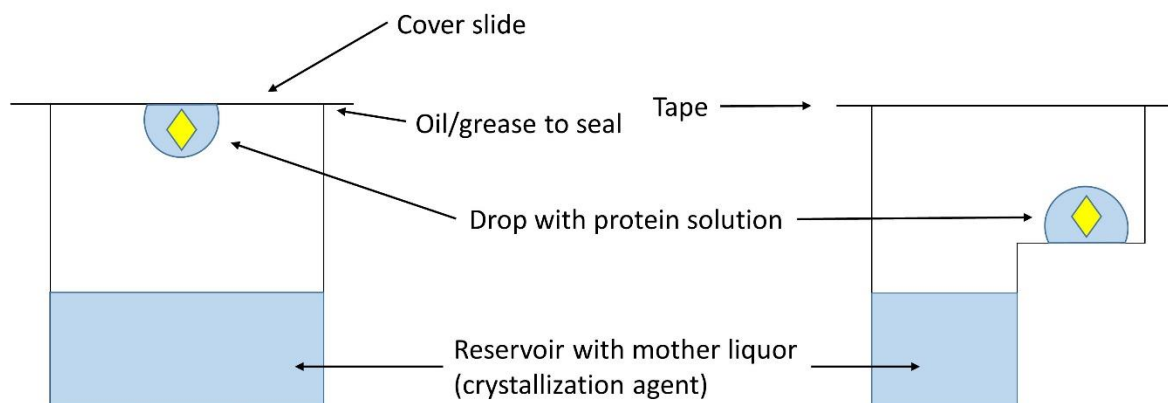 Cover slide
Oil/grease to seal
Tape
Drop with protein solution
Reservoir with mother liquor
(crystallization agent)